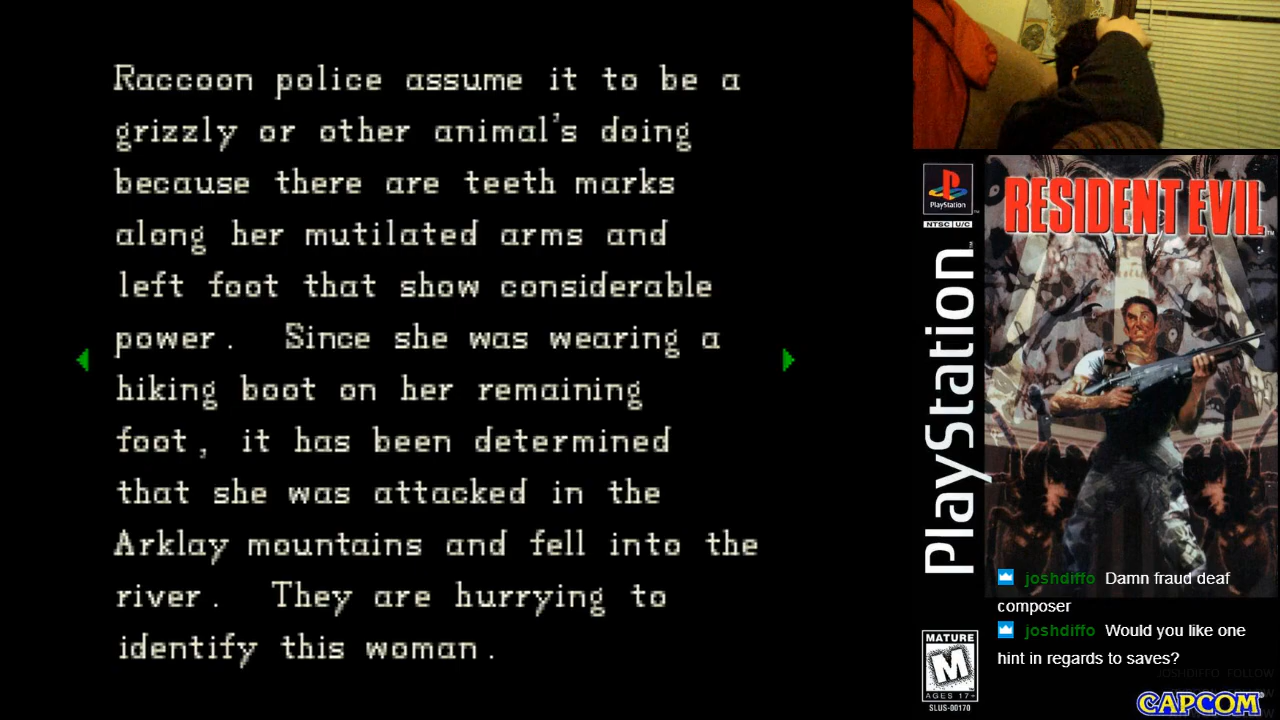 Raccoon police assume it to be a
grizzly or other animal's doing
because there are teeth marks
along her mutilated arms and
left foot that show considerable
power. Since she was wearing a
hiking boot on her remaining
foot, it has been determined
that she was attacked in the
Arklay mountains and fell into the
river. They are hurrying to
identify this woman.
PlayStation
NTSC U/C
PlayStation
RESIDENT EVIL
joshdiffo Damn fraud deaf
composer
joshdiffo Would you like one
hint in regards to saves?
MATURE
M
AGES 17+
SLUS-00170
JOSHDIFFO FOLLOW
CAPCOM